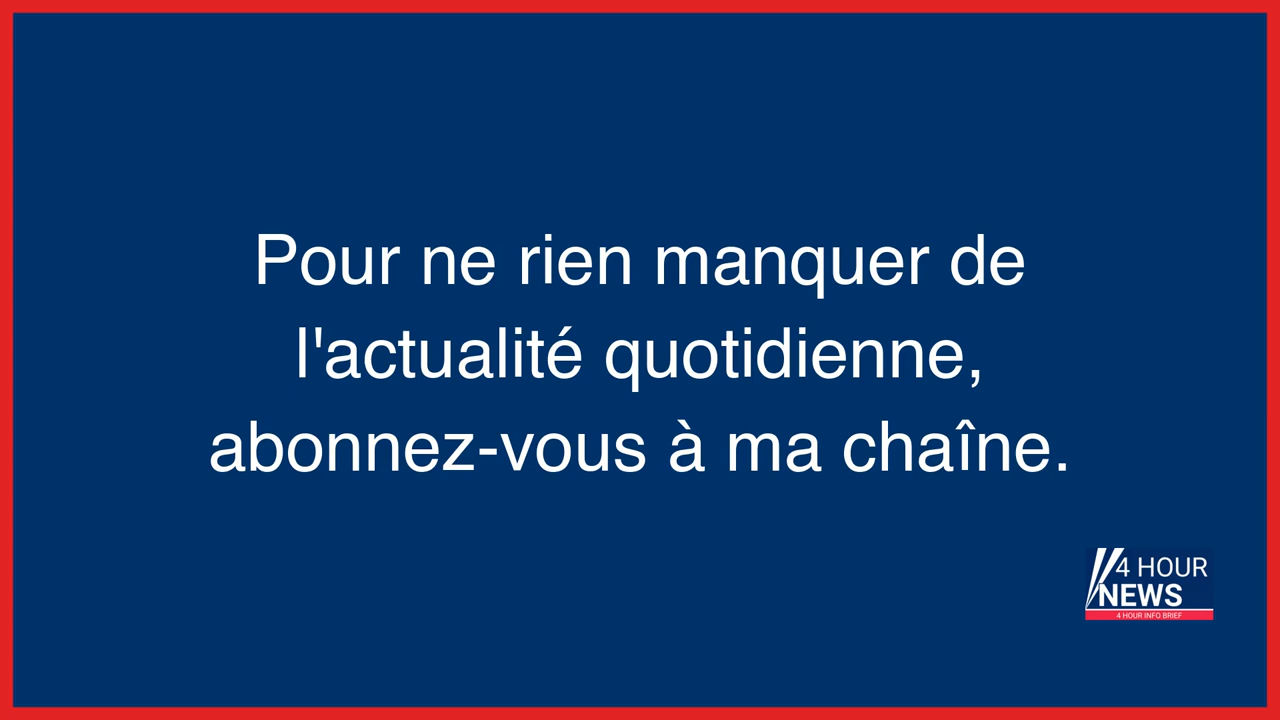 Pour ne rien manquer de
l'actualité quotidienne,
abonnez-vous à ma chaîne.
4 HOUR
NEWS
4 HOUR INFO BRIEF